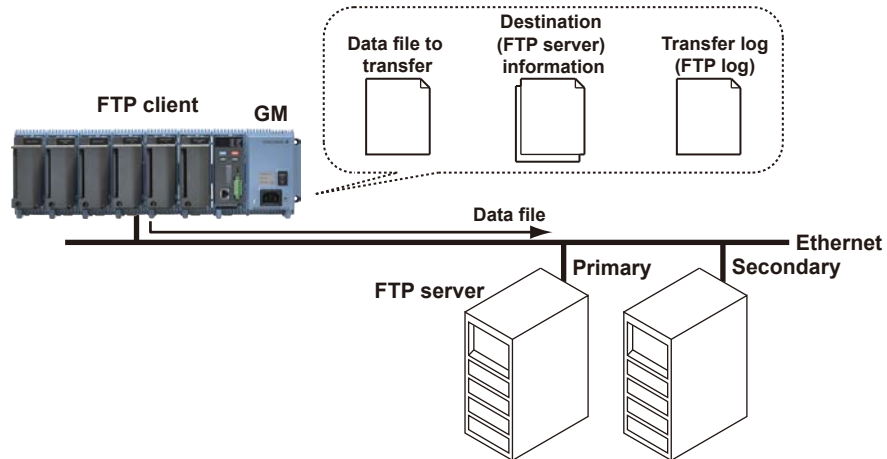 Data file to
transfer
Destination
(FTP server)
information
Transfer log
(FTP log)
FTP client
GM
Data file
Ethernet
Primary
Secondary
FTP server